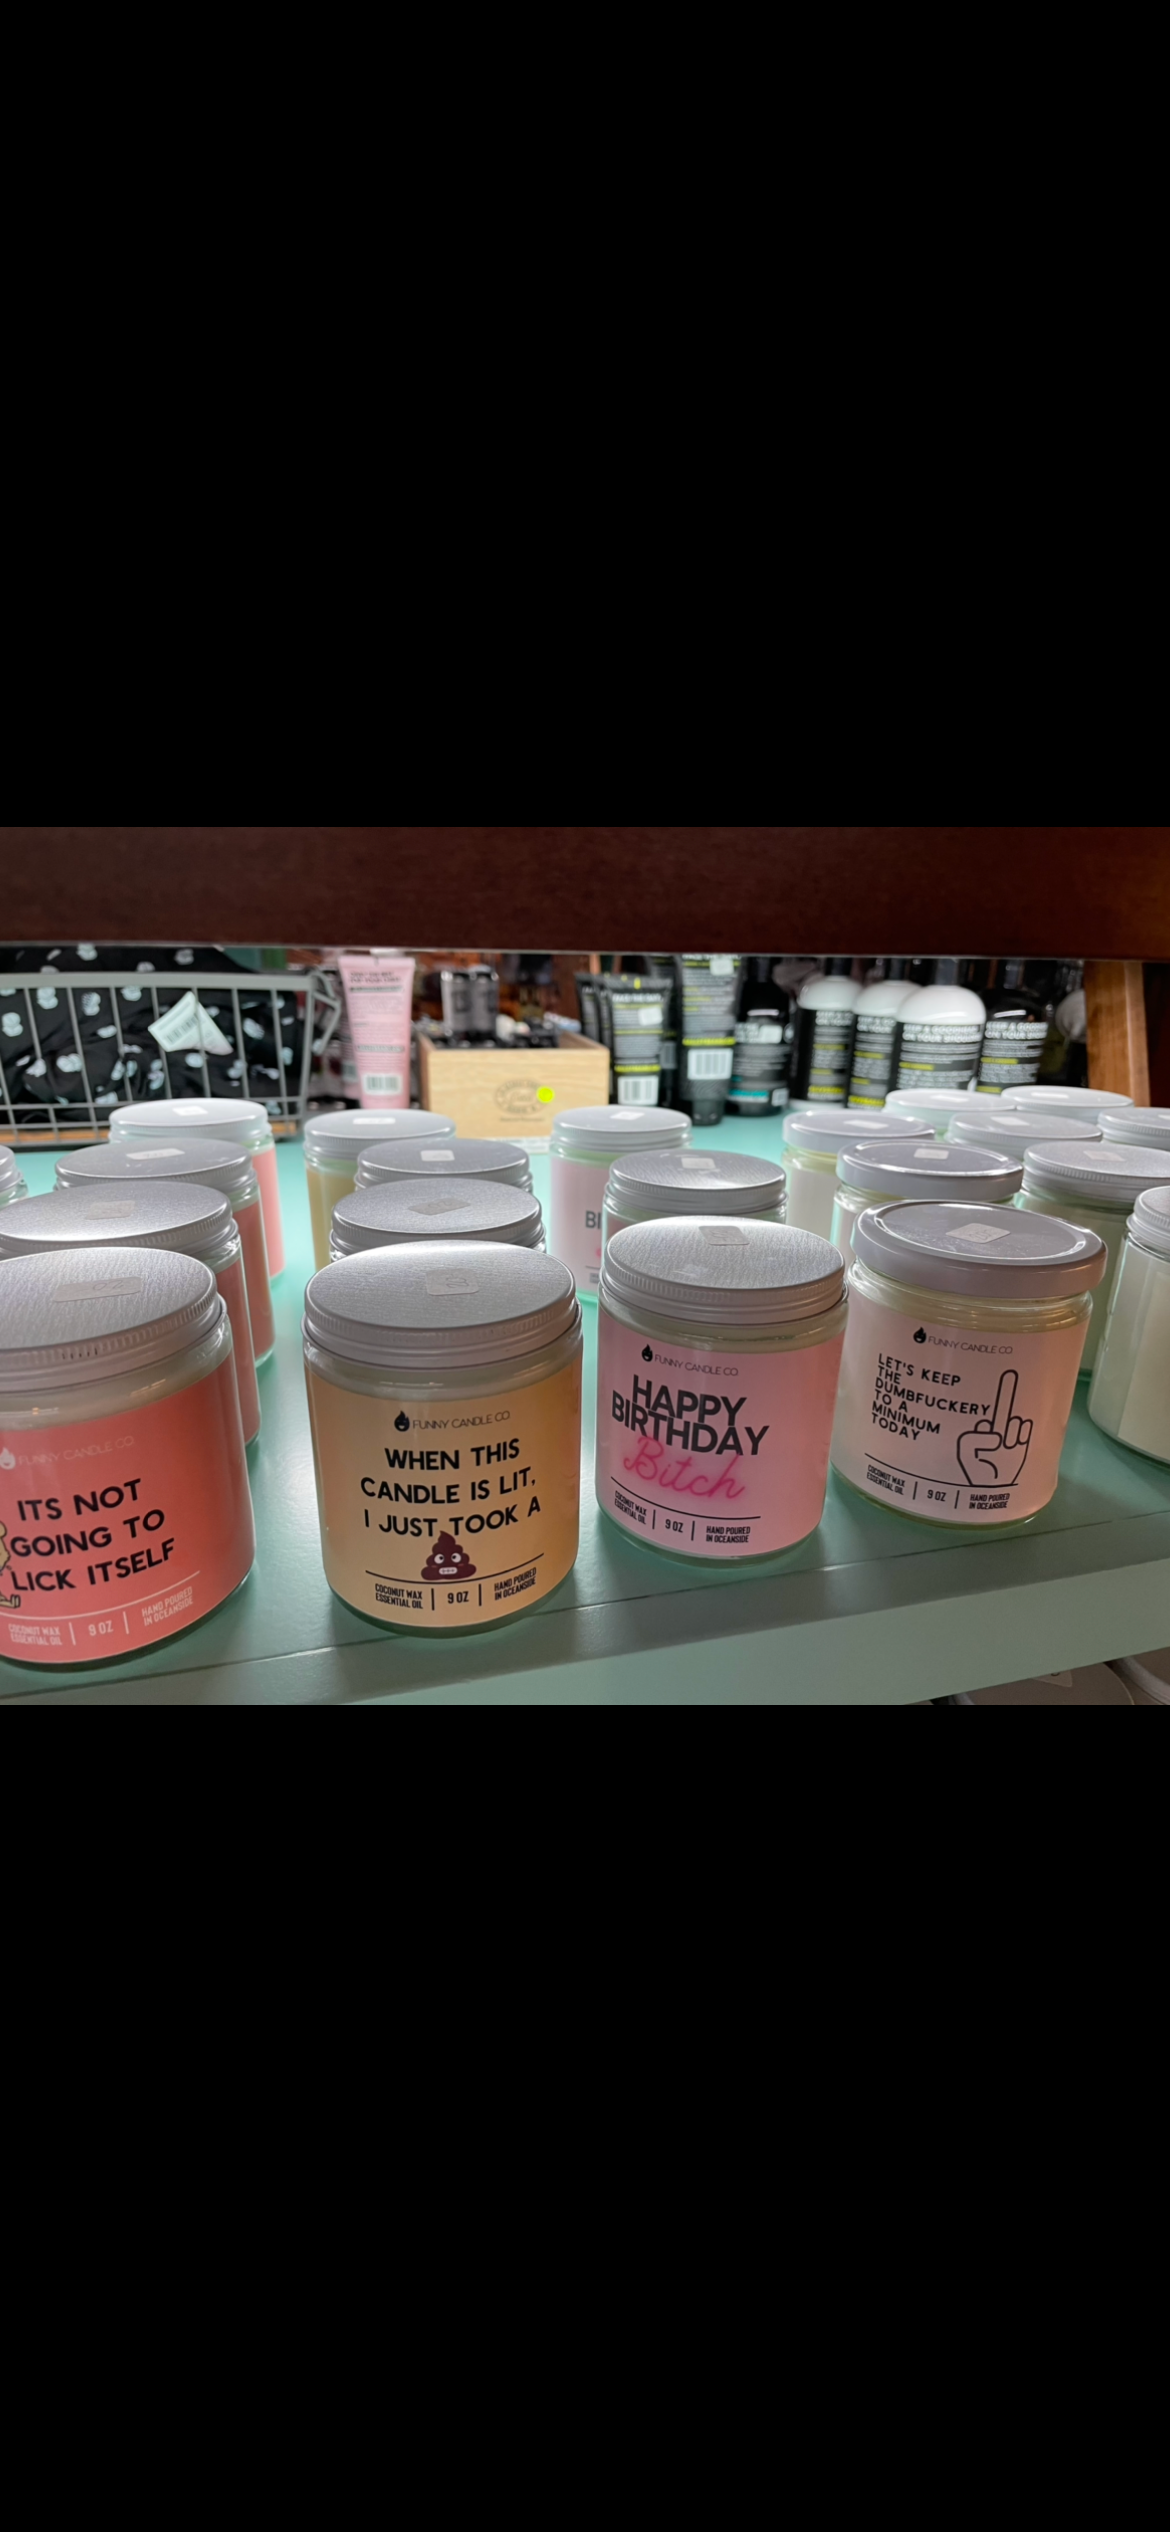 FUNNY CANDLE CO.
ITS NOT
GOING TO
LICK ITSELF
COCONUT WAX
ESSENTIAL OIL
9 OZ
HAND POURED
IN OCEANSIDE
FUNNY CANDLE CO.
WHEN THIS
CANDLE IS LIT,
I JUST TOOK A
COCONUT WAX
ESSENTIAL OIL
9 OZ
HAND POURED
IN OCEANSIDE
FUNNY CANDLE CO.
HAPPY
BIRTHDAY
Bitch
COCONUT WAX
ESSENTIAL OIL
9 OZ
HAND POURED
IN OCEANSIDE
FUNNY CANDLE CO.
LET'S KEEP
THE
DUMBFUCKERY
TO A
MINIMUM
TODAY
COCONUT WAX
ESSENTIAL OIL
9 OZ
HAND POURED
IN OCEANSIDE